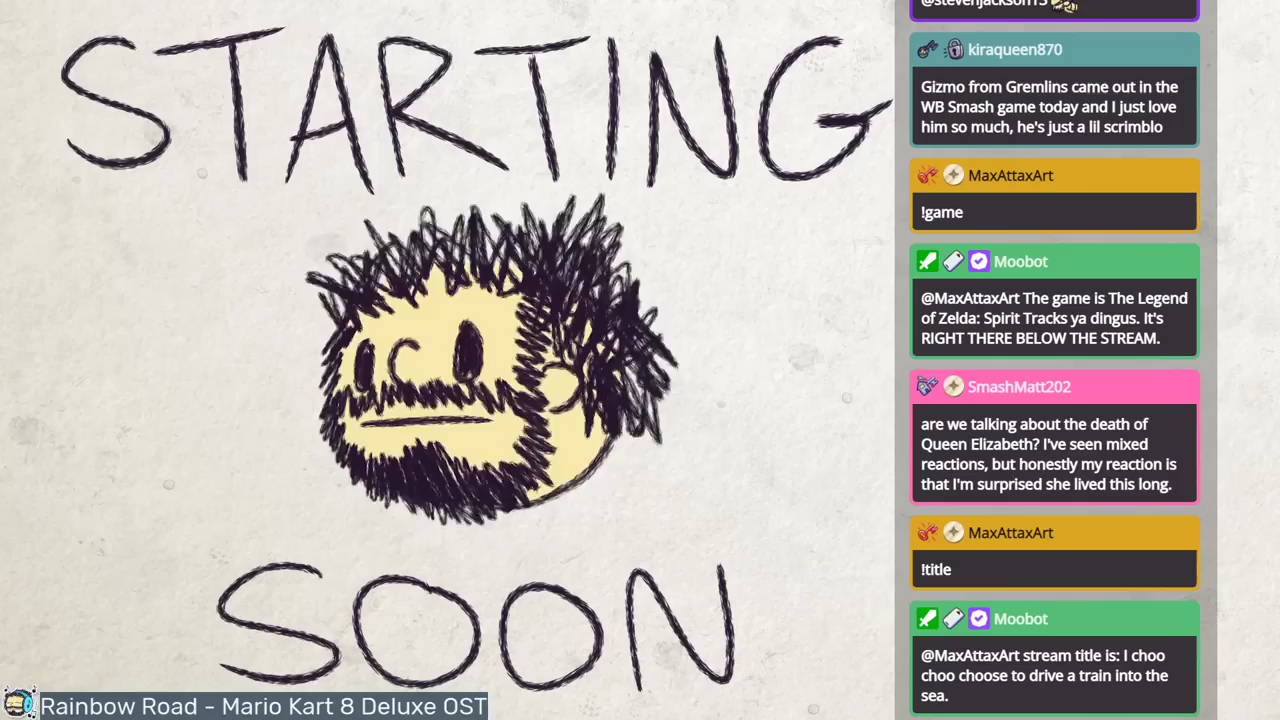 STARTING
SOON
Rainbow Road - Mario Kart 8 Deluxe OST
@stevenjackson13
kiraqueen870
Gizmo from Gremlins came out in the
WB Smash game today and I just love
him so much, he's just a lil scrimblo
MaxAttaxArt
!game
Moobot
@MaxAttaxArt The game is The Legend
of Zelda: Spirit Tracks ya dingus. It's
RIGHT THERE BELOW THE STREAM.
SmashMatt202
are we talking about the death of
Queen Elizabeth? I've seen mixed
reactions, but honestly my reaction is
that I'm surprised she lived this long.
MaxAttaxArt
!title
Moobot
@MaxAttaxArt stream title is: I choo
choo choose to drive a train into the
sea.